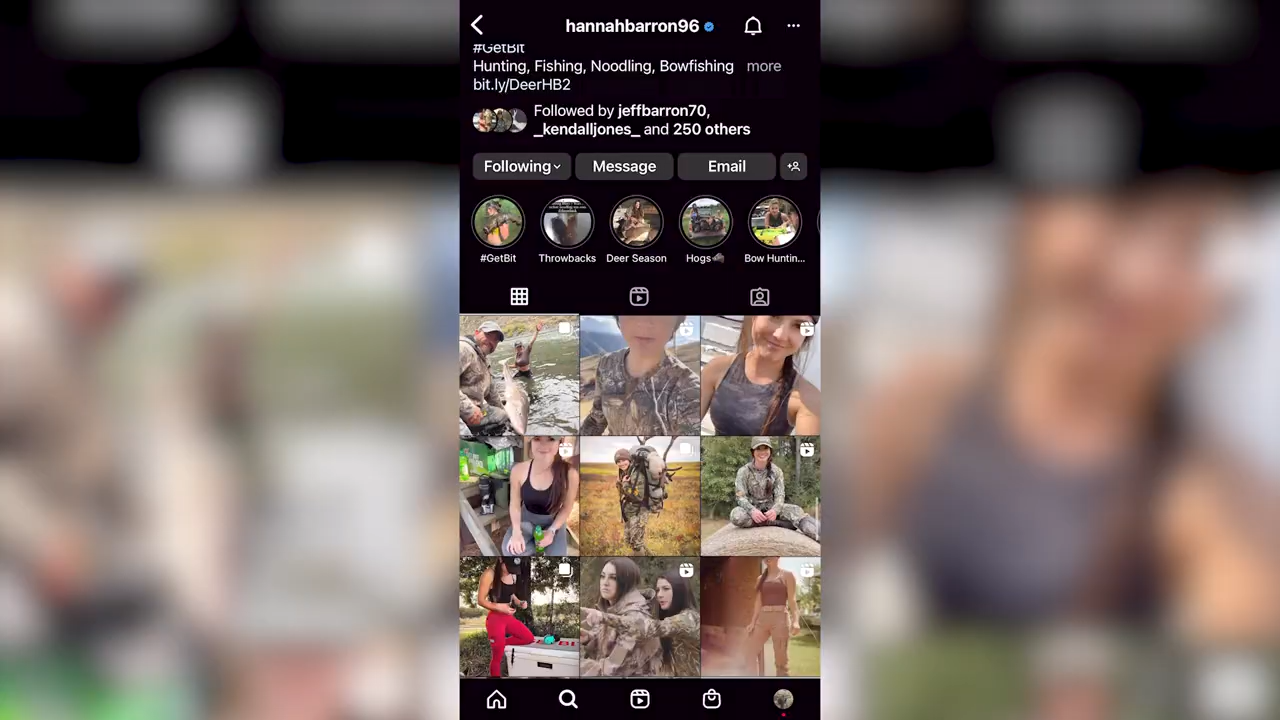 hannahbarron96
#GetBit
Hunting, Fishing, Noodling, Bowfishing more
bit.ly/DeerHB2
Followed by jeffbarron70,
_kendalljones_ and 250 others
Following Message Email
#GetBit Throwbacks Deer Season Hogs Bow Huntin...